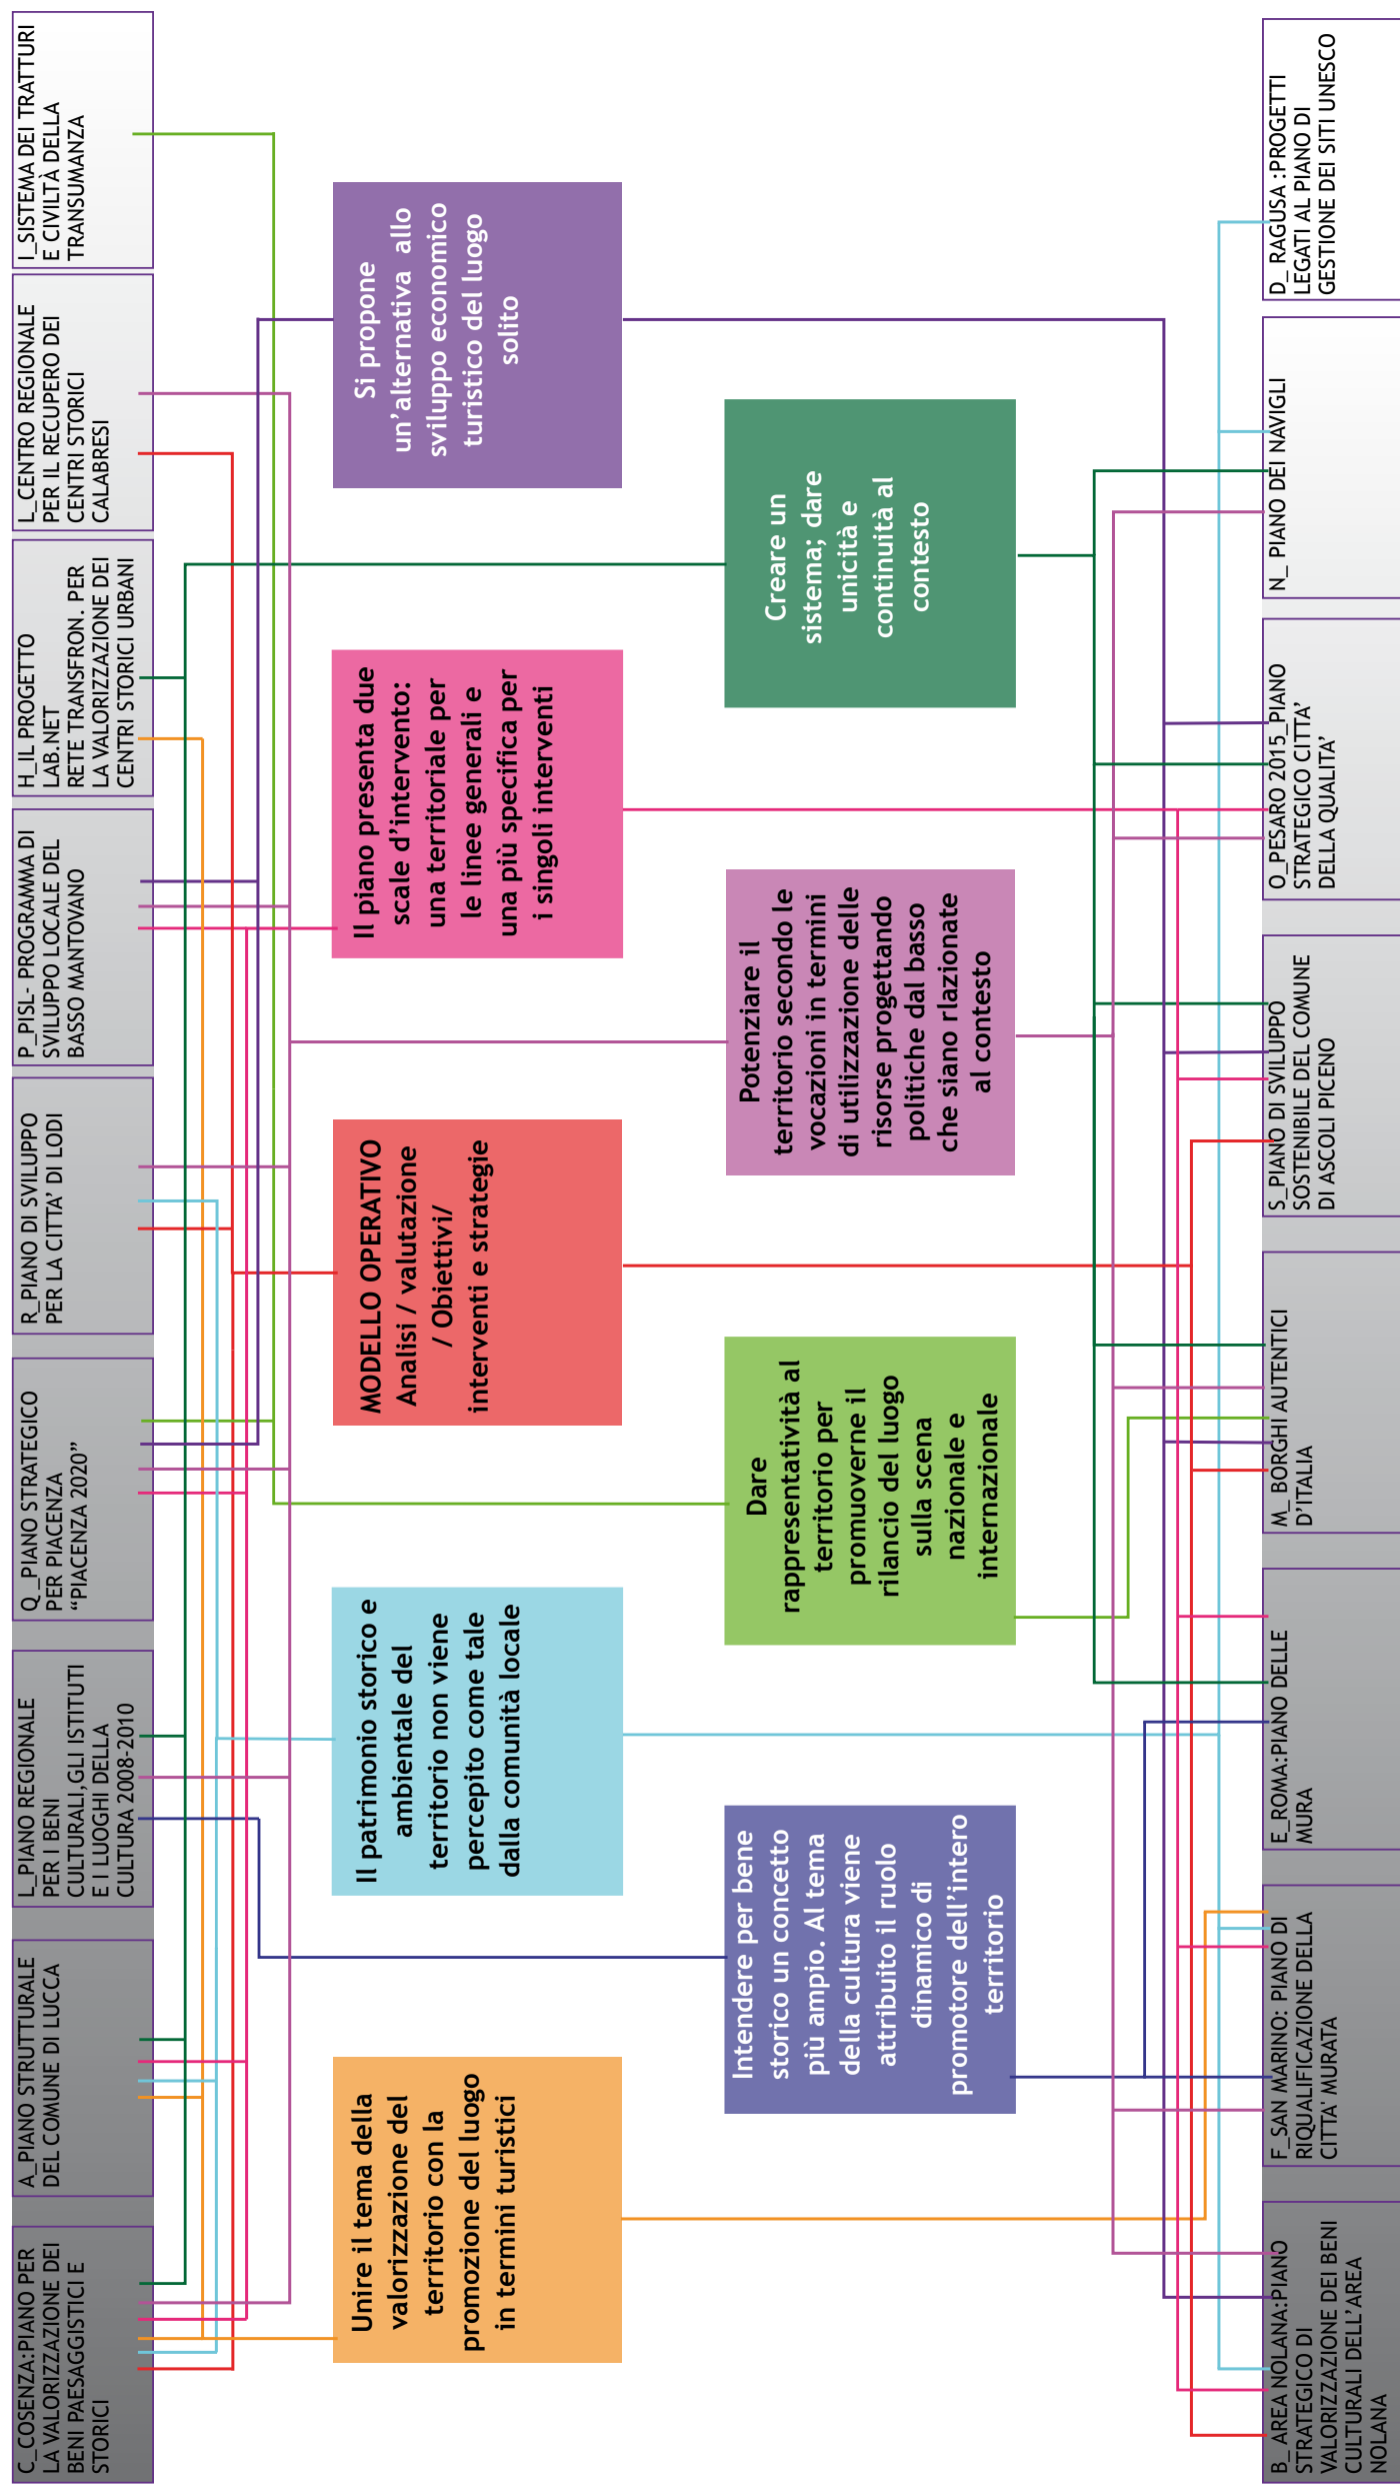 C_COSENZA:PIANO PER
LA VALORIZZAZIONE DEI
BENI PAESAGGISTICI E
STORICI
A_PIANO STRUTTURALE
DEL COMUNE DI LUCCA
L_PIANO REGIONALE
PER I BENI
CULTURALI,GLI ISTITUTI
E I LUOGHI DELLA
CULTURA 2008-2010
Q_PIANO STRATEGICO
PER PIACENZA
“PIACENZA 2020”
R_PIANO DI SVILUPPO
PER LA CITTA’ DI LODI
P_PISL- PROGRAMMA DI
SVILUPPO LOCALE DEL
BASSO MANTOVANO
H_IL PROGETTO
LAB.NET
RETE TRANSFRON. PER
LA VALORIZZAZIONE DEI
CENTRI STORICI URBANI
L_CENTRO REGIONALE
PER IL RECUPERO DEI
CENTRI STORICI
CALABRESI
I_SISTEMA DEI TRATTURI
E CIVILTÀ DELLA
TRANSUMANZA
Unire il tema della
valorizzazione del
territorio con la
promozione del luogo
in termini turistici
Il patrimonio storico e
ambientale del
territorio non viene
percepito come tale
dalla comunità locale
MODELLO OPERATIVO
Analisi / valutazione
/ Obiettivi/
interventi e strategie
Il piano presenta due
scale d’intervento:
una territoriale per
le linee generali e
una più specifica per
i singoli interventi
Si propone
un’alternativa allo
sviluppo economico
turistico del luogo
solito
Intendere per bene
storico un concetto
più ampio. Al tema
della cultura viene
attribuito il ruolo
dinamico di
promotore dell’intero
territorio
Dare
rappresentatività al
territorio per
promuoverne il
rilancio del luogo
sulla scena
nazionale e
internazionale
Potenziare il
territorio secondo le
vocazioni in termini
di utilizzazione delle
risorse progettando
politiche dal basso
che siano rlazionate
al contesto
Creare un
sistema; dare
unicità e
continuità al
contesto
B_ AREA NOLANA:PIANO
STRATEGICO DI
VALORIZZAZIONE DEI BENI
CULTURALI DELL’AREA
NOLANA
F_SAN MARINO: PIANO DI
RIQUALIFICAZIONE DELLA
CITTA’ MURATA
E_ROMA:PIANO DELLE
MURA
M_ BORGHI AUTENTICI
D’ITALIA
S_PIANO DI SVILUPPO
SOSTENIBILE DEL COMUNE
DI ASCOLI PICENO
O_PESARO 2015_PIANO
STRATEGICO CITTA’
DELLA QUALITA’
N_ PIANO DEI NAVIGLI
D_ RAGUSA :PROGETTI
LEGATI AL PIANO DI
GESTIONE DEI SITI UNESCO